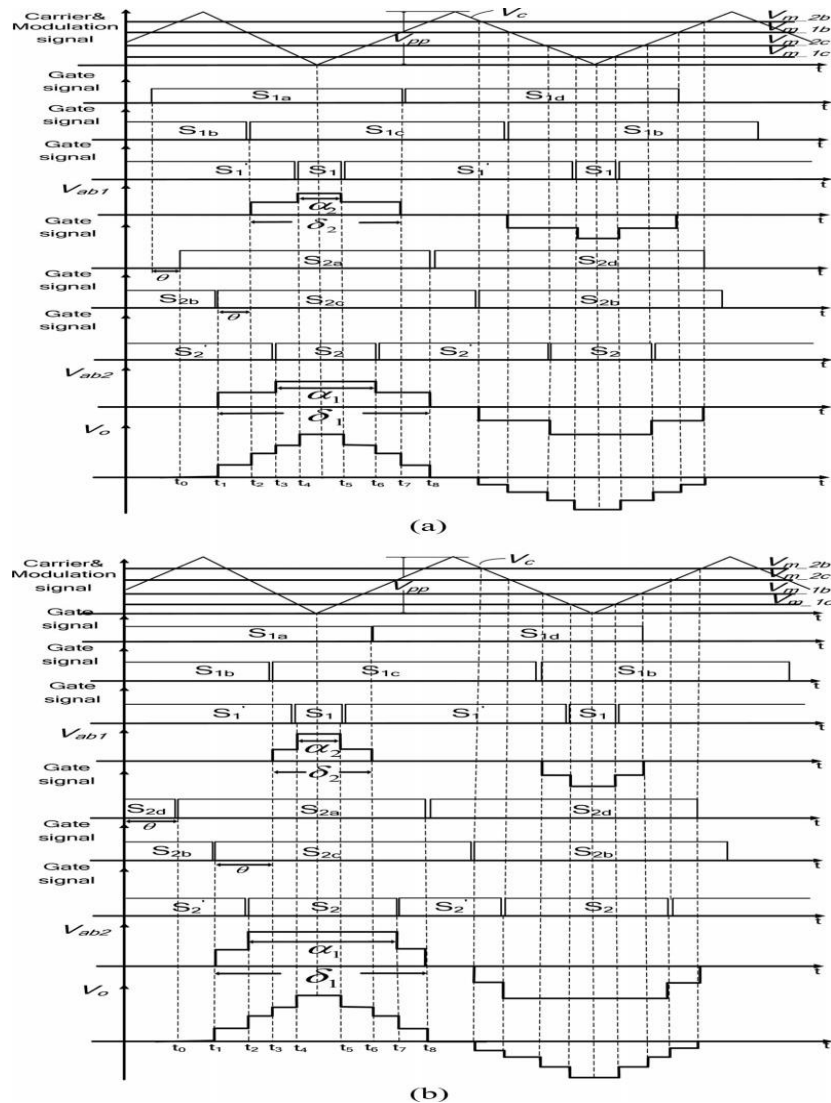 Carrier&
Modulation
signal
V_c
V_pp
V_m_2b
V_m_1b
V_m_2c
V_m_1c
t
Gate
signal
S_1a S_1d
t
Gate
signal
S_1b S_1c S_1b
t
Gate
signal
S_1' S_1 S_1' S_1
t
V_ab1
α_2
δ_2
t
Gate
signal
S_2a S_2d
θ
t
Gate
signal
S_2b S_2c S_2b
θ
t
Gate
signal
S_2' S_2 S_2' S_2
t
V_ab2
α_1
δ_1
t
V_o
t_0 t_1 t_2 t_3 t_4 t_5 t_6 t_7 t_8
t
(a)
Carrier&
Modulation
signal
V_c
V_pp
V_m_2b
V_m_2c
V_m_1b
V_m_1c
t
Gate
signal
S_1a S_1d
t
Gate
signal
S_1b S_1c S_1b
t
Gate
signal
S_1' S_1 S_1' S_1
t
V_ab1
α_2
δ_2
t
Gate
signal
S_2d S_2a S_2d
θ
t
Gate
signal
S_2b S_2c S_2b
θ
t
Gate
signal
S_2' S_2 S_2' S_2
t
V_ab2
α_1
δ_1
t
V_o
t_0 t_1 t_2 t_3 t_4 t_5 t_6 t_7 t_8
t
(b)